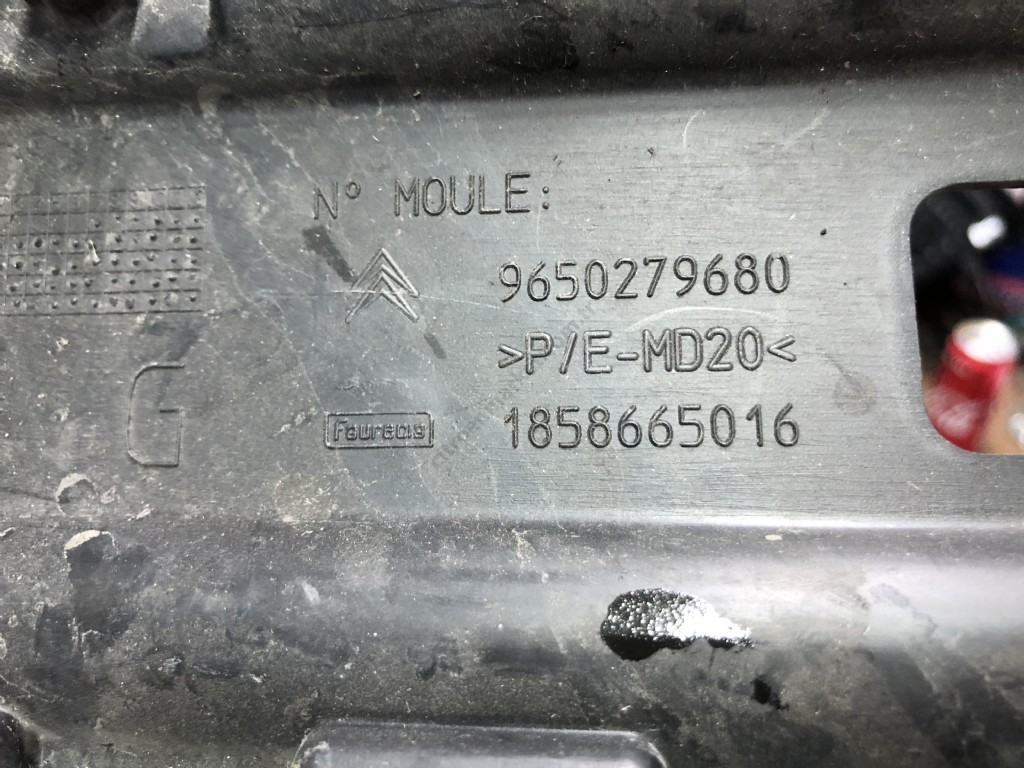 N° MOULE:
9650279680
>P/E-MD20<
G
Faurecia
1858665016